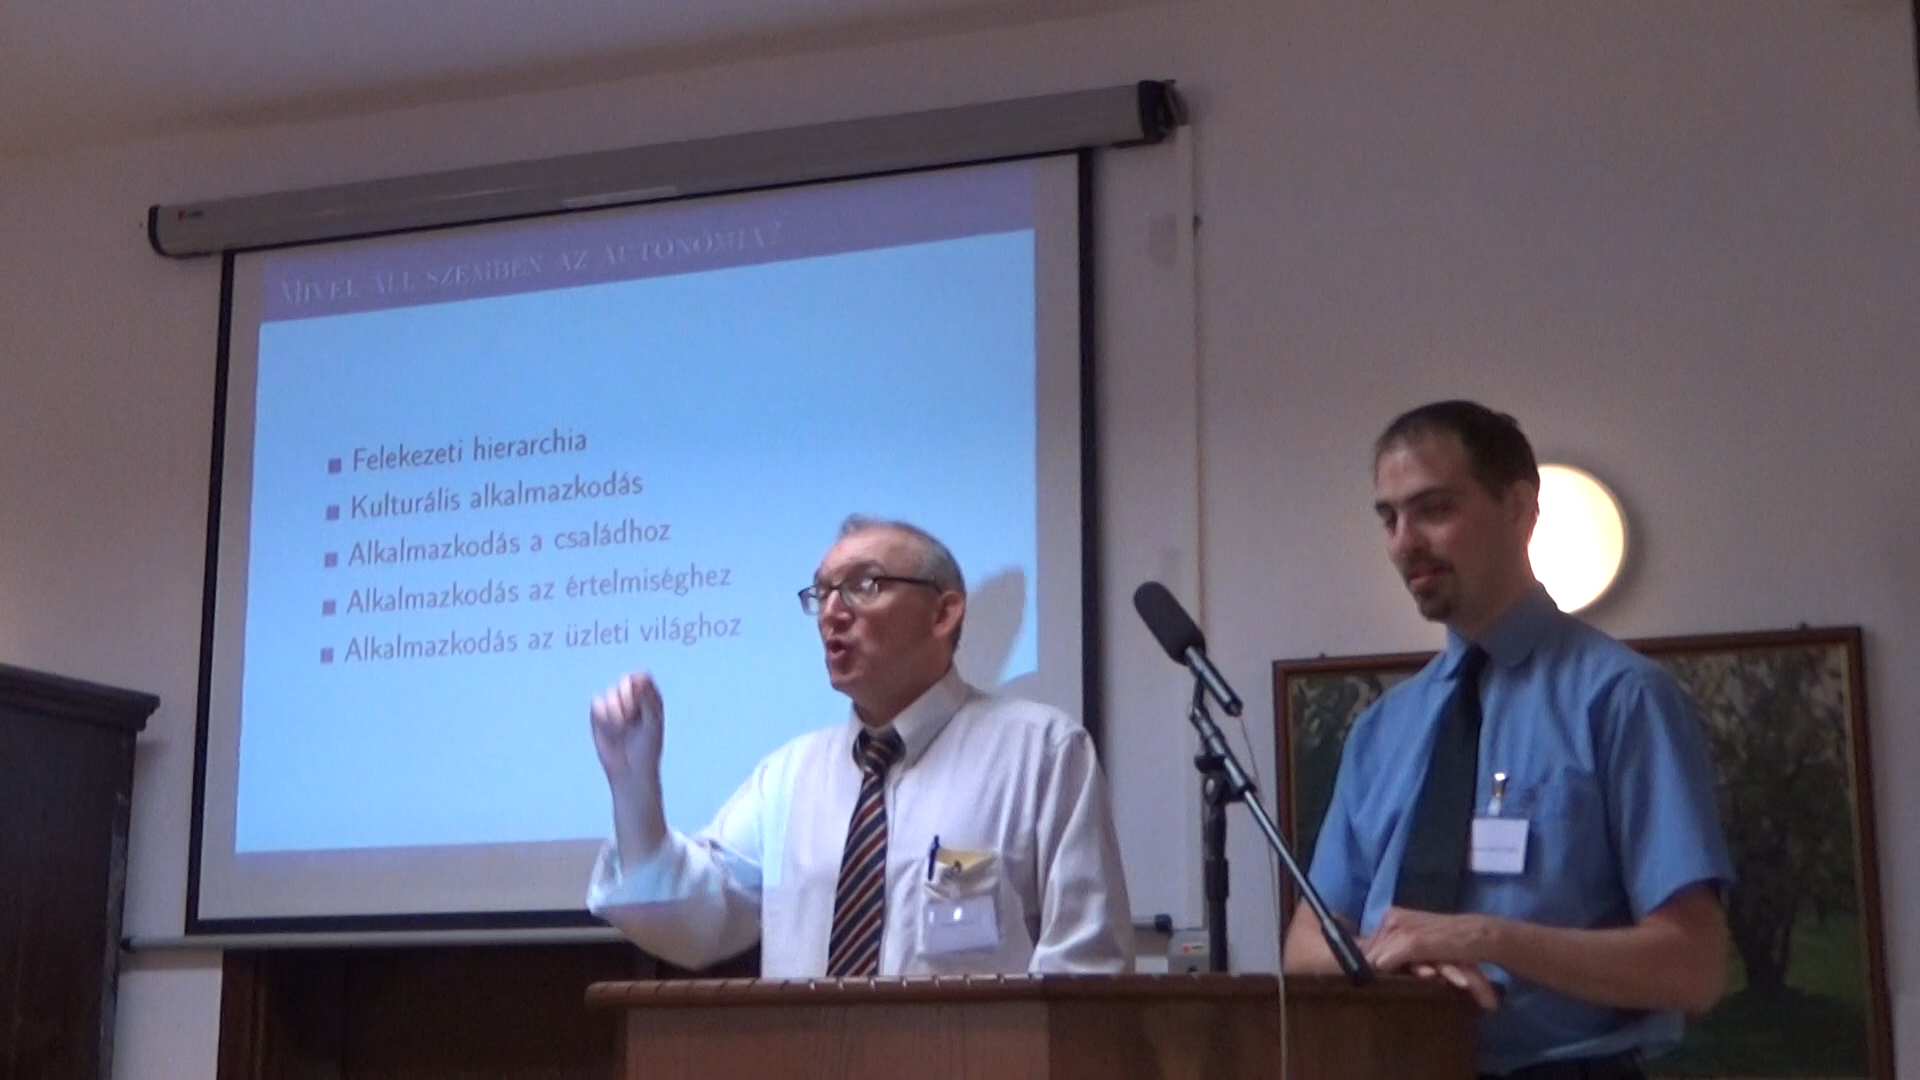 MIVEL ÁLL SZEMBEN AZ AUTONÓMIA?
Felekezeti hierarchia
Kulturális alkalmazkodás
Alkalmazkodás a családhoz
Alkalmazkodás az értelmiséghez
Alkalmazkodás az üzleti világhoz